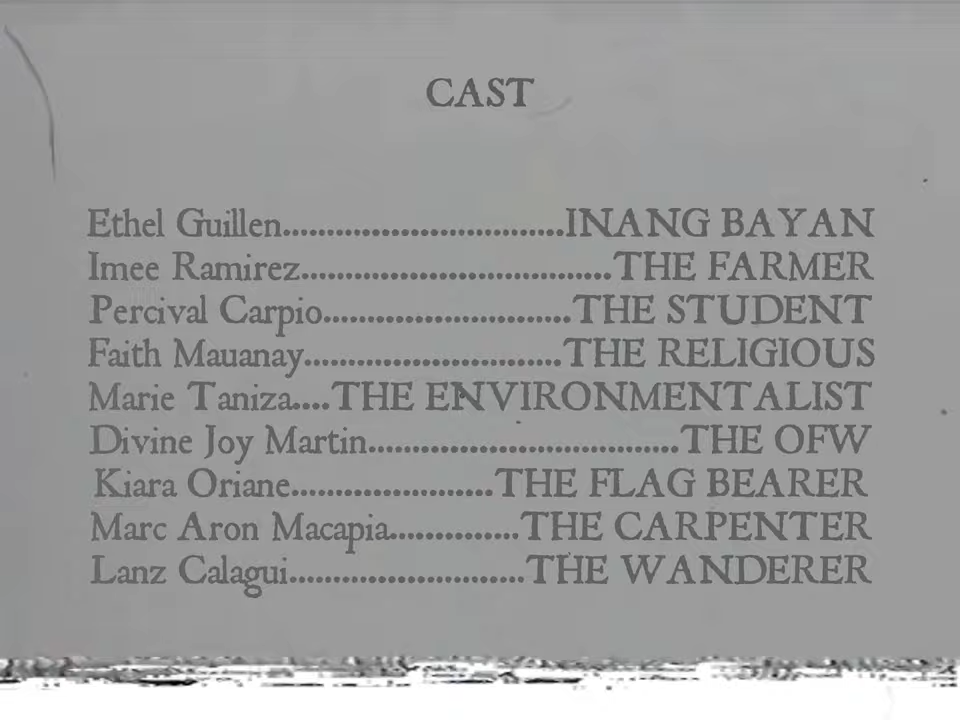 CAST
Ethel Guillen................................INANG BAYAN
Imee Ramirez...................................THE FARMER
Percival Carpio............................THE STUDENT
Faith Mauanay.............................THE RELIGIOUS
Marie Taniza....THE ENVIRONMENTALIST
Divine Joy Martin...................................THE OFW
Kiara Oriane.......................THE FLAG BEARER
Marc Aron Macapia...............THE CARPENTER
Lanz Calagui...........................THE WANDERER